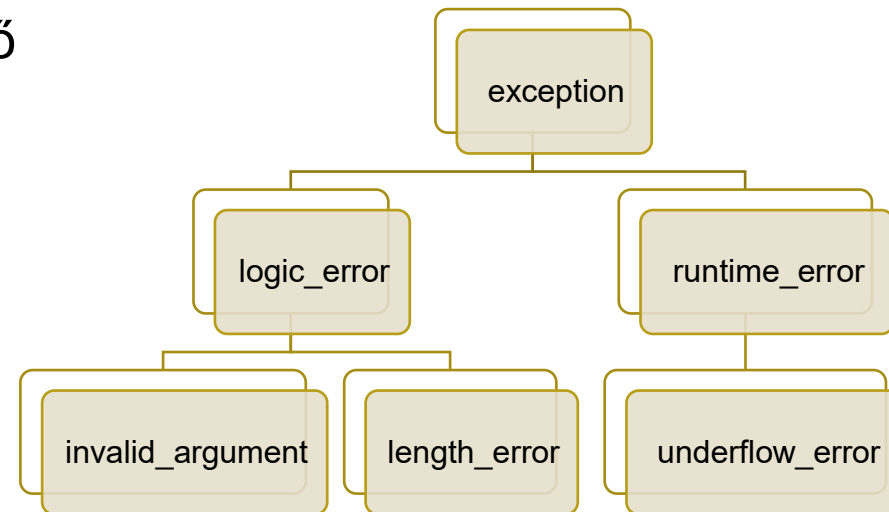 ő
exception
logic_error
runtime_error
invalid_argument
length_error
underflow_error